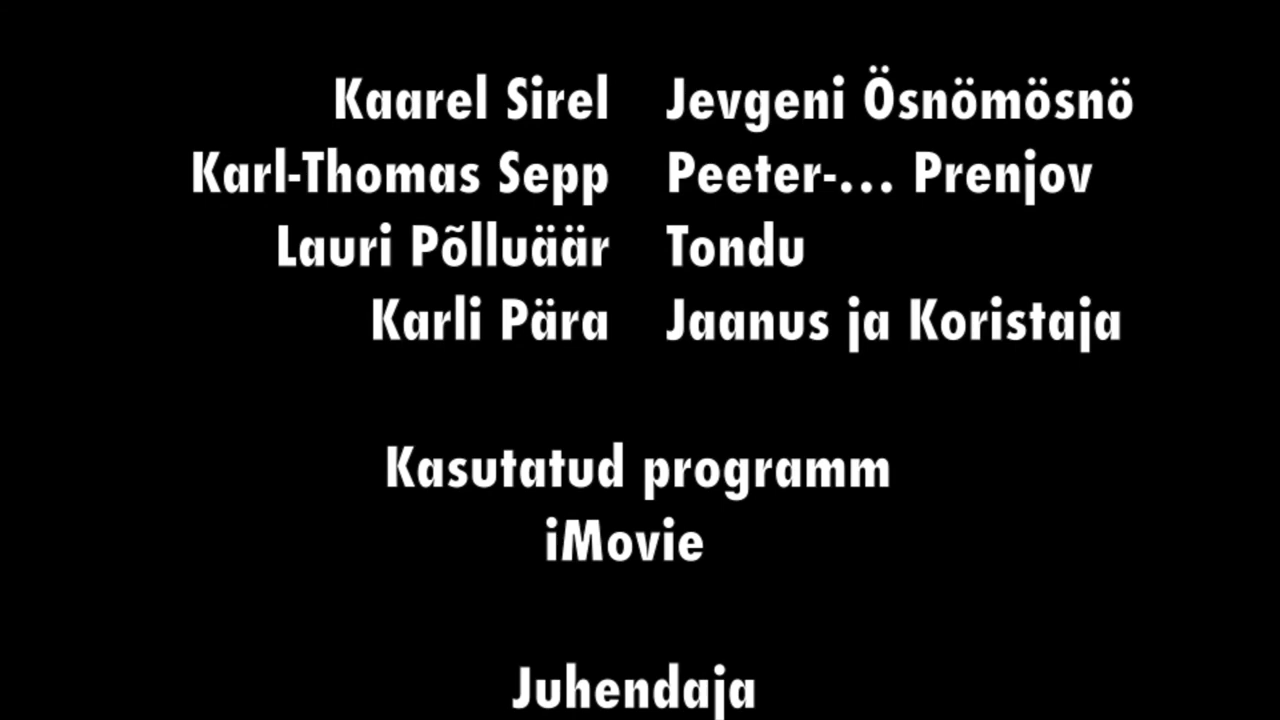 Kaarel Sirel Jevgeni Ösnömösnö
Karl-Thomas Sepp Peeter-... Prenjov
Lauri Põlluäär Tondu
Karli Pära Jaanus ja Koristaja
Kasutatud programm
iMovie
Juhendaja